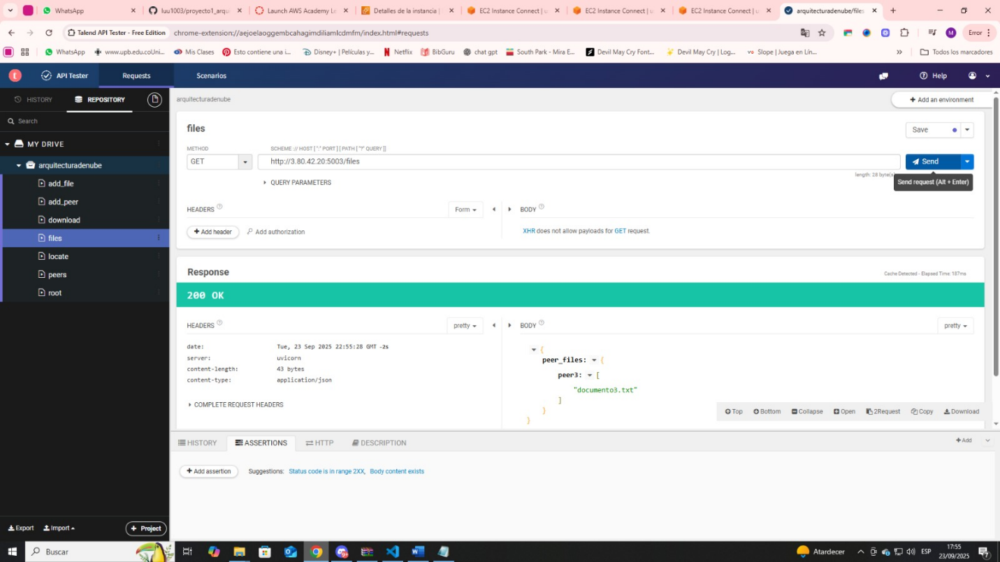 WhatsApp
luu1003/proyecto1_arqu
Launch AWS Academy Le
Detalles de la instancia |
EC2 Instance Connect | u
EC2 Instance Connect | u
EC2 Instance Connect | u
arquitecturadenube/files
Talend API Tester - Free Edition
chrome-extension://aejoelaoggembcahagimdiliamlcdmfm/index.html#requests
M
Error
WhatsApp
www.upb.edu.coUni...
Mis Clases
Esto contiene una i...
Disney+ | Películas y...
Netflix
BibGuru
chat gpt
South Park - Mira E...
Devil May Cry Font...
Devil May Cry | Log...
Slope | Juega en Lín...
»
Todos los marcadores
t
API Tester
Requests
Scenarios
Help
HISTORY
REPOSITORY
arquitecturadenube
+ Add an environment
Search
files
Save
MY DRIVE
METHOD
SCHEME :// HOST [ ":" PORT ] [ PATH [ "?" QUERY ]]
arquitecturadenube
GET
http://3.80.42.20:5003/files
Send
length: 28 byte(s)
add_file
QUERY PARAMETERS
Send request (Alt + Enter)
add_peer
HEADERS
Form
BODY
download
+ Add header
Add authorization
XHR does not allow payloads for GET request.
files
locate
peers
root
Response
Cache Detected - Elapsed Time: 187ms
200 OK
HEADERS
pretty
BODY
pretty
date: Tue, 23 Sep 2025 22:55:28 GMT -2s
server: uvicorn
content-length: 43 bytes
content-type: application/json
{
peer_files: {
peer3: [
"documento3.txt"
]
}
}
COMPLETE REQUEST HEADERS
Top
Bottom
Collapse
Open
2Request
Copy
Download
HISTORY
ASSERTIONS
HTTP
DESCRIPTION
+ Add
+ Add assertion
Suggestions: Status code is in range 2XX, Body content exists
Export
Import
+ Project
Buscar
Atardecer
ESP
17:55
23/09/2025